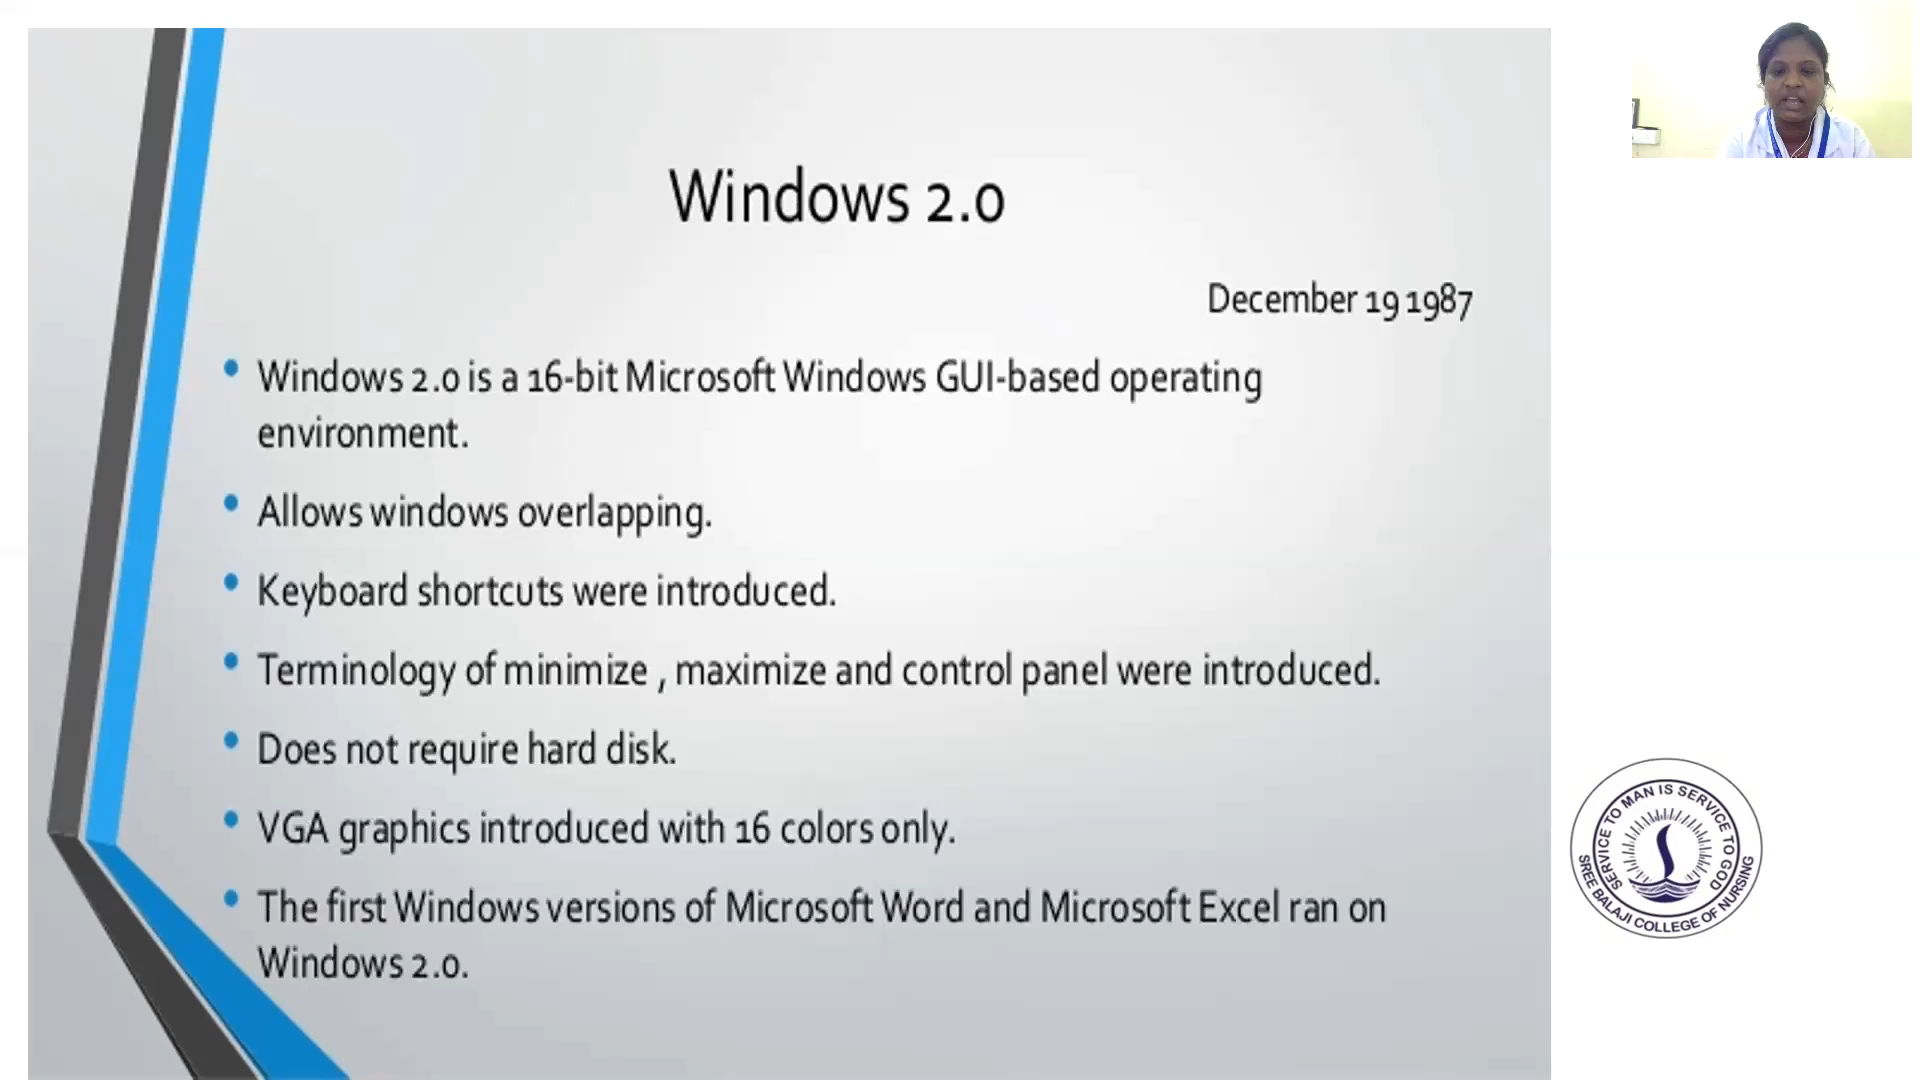 Windows 2.0
December 19 1987
• Windows 2.0 is a 16-bit Microsoft Windows GUI-based operating
environment.
• Allows windows overlapping.
• Keyboard shortcuts were introduced.
• Terminology of minimize , maximize and control panel were introduced.
• Does not require hard disk.
• VGA graphics introduced with 16 colors only.
• The first Windows versions of Microsoft Word and Microsoft Excel ran on
Windows 2.0.
SERVICE TO MAN IS SERVICE TO GOD
SREE BALAJI COLLEGE OF NURSING